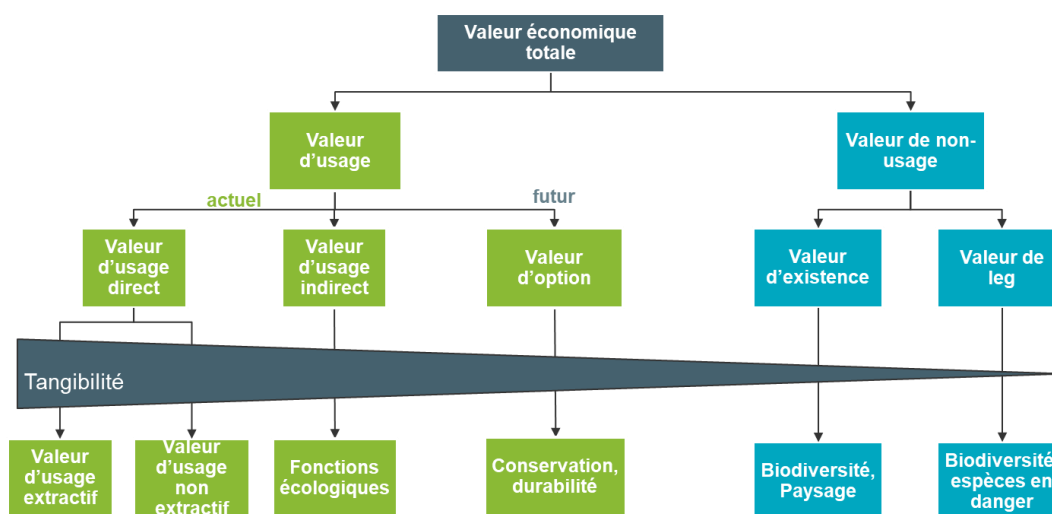 Valeur économique
totale
Valeur
d'usage
Valeur de non-
usage
actuel
futur
Valeur
d'usage
direct
Valeur
d'usage
indirect
Valeur
d'option
Valeur
d'existence
Valeur de
leg
Tangibilité
Valeur
d'usage
extractif
Valeur
d'usage
non
extractif
Fonctions
écologiques
Conservation,
durabilité
Biodiversité,
Paysage
Biodiversité,
espèces en
danger